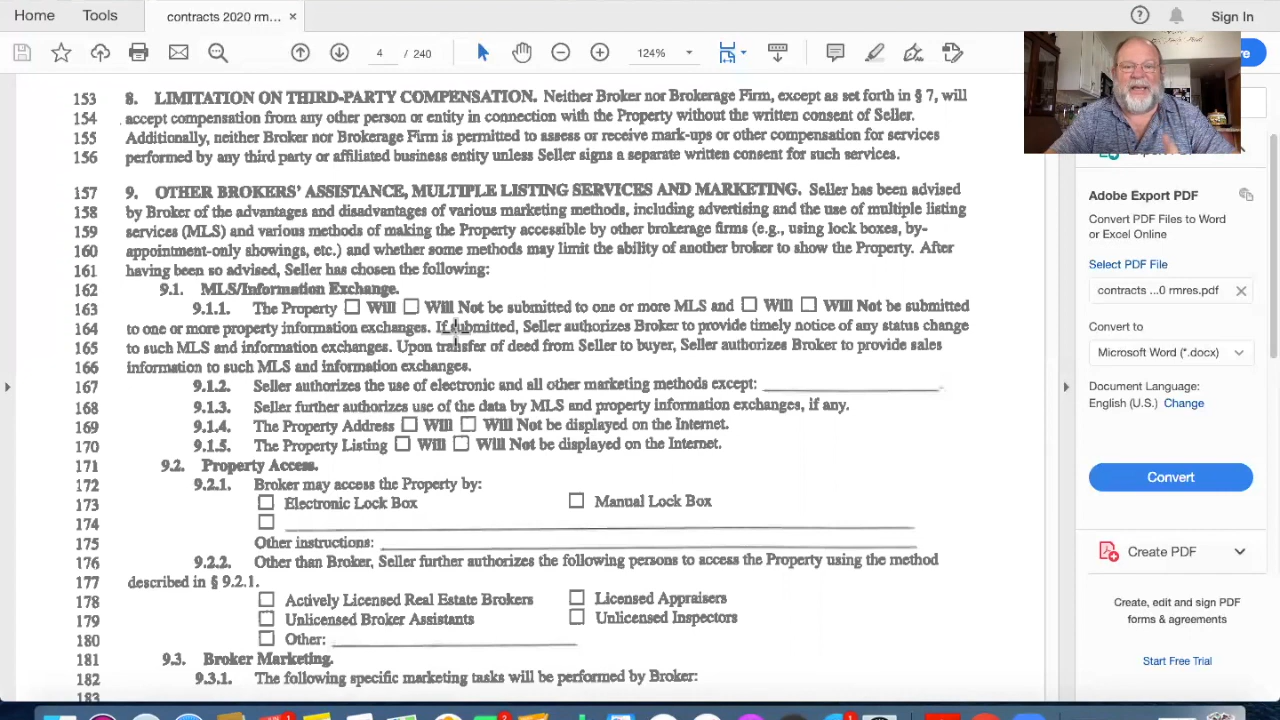 Home Tools contracts 2020 rm... × Sign In
4 / 240 124%
153 8. LIMITATION ON THIRD-PARTY COMPENSATION. Neither Broker nor Brokerage Firm, except as set forth in § 7, will
154 accept compensation from any other person or entity in connection with the Property without the written consent of Seller.
155 Additionally, neither Broker nor Brokerage Firm is permitted to assess or receive mark-ups or other compensation for services
156 performed by any third party or affiliated business entity unless Seller signs a separate written consent for such services.
157 9. OTHER BROKERS' ASSISTANCE, MULTIPLE LISTING SERVICES AND MARKETING. Seller has been advised
158 by Broker of the advantages and disadvantages of various marketing methods, including advertising and the use of multiple listing
159 services (MLS) and various methods of making the Property accessible by other brokerage firms (e.g., using lock boxes, by-
160 appointment-only showings, etc.) and whether some methods may limit the ability of another broker to show the Property. After
161 having been so advised, Seller has chosen the following:
162 9.1. MLS/Information Exchange.
163 9.1.1. The Property ☐ Will ☐ Will Not be submitted to one or more MLS and ☐ Will ☐ Will Not be submitted
164 to one or more property information exchanges. If submitted, Seller authorizes Broker to provide timely notice of any status change
165 to such MLS and information exchanges. Upon transfer of deed from Seller to buyer, Seller authorizes Broker to provide sales
166 information to such MLS and information exchanges.
167 9.1.2. Seller authorizes the use of electronic and all other marketing methods except: ____________
168 9.1.3. Seller further authorizes use of the data by MLS and property information exchanges, if any.
169 9.1.4. The Property Address ☐ Will ☐ Will Not be displayed on the Internet.
170 9.1.5. The Property Listing ☐ Will ☐ Will Not be displayed on the Internet.
171 9.2. Property Access.
172 9.2.1. Broker may access the Property by:
173 ☐ Electronic Lock Box ☐ Manual Lock Box
174 ☐ ____________
175 Other instructions: ____________
176 9.2.2. Other than Broker, Seller further authorizes the following persons to access the Property using the method
177 described in § 9.2.1.
178 ☐ Actively Licensed Real Estate Brokers ☐ Licensed Appraisers
179 ☐ Unlicensed Broker Assistants ☐ Unlicensed Inspectors
180 ☐ Other: ____________
181 9.3. Broker Marketing.
182 9.3.1. The following specific marketing tasks will be performed by Broker:
183
Adobe Export PDF
Convert PDF Files to Word
or Excel Online
Select PDF File
contracts ...0 rmres.pdf
Convert to
Microsoft Word (*.docx)
Document Language:
English (U.S.) Change
Convert
Create PDF
Create, edit and sign PDF
forms & agreements
Start Free Trial